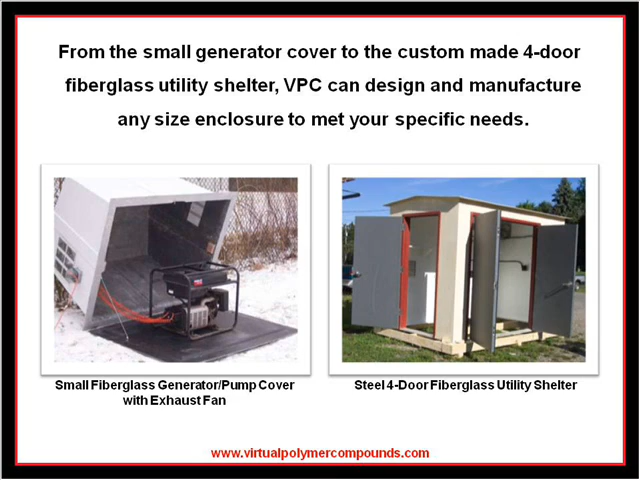 From the small generator cover to the custom made 4-door
fiberglass utility shelter, VPC can design and manufacture
any size enclosure to met your specific needs.
Small Fiberglass Generator/Pump Cover
with Exhaust Fan
Steel 4-Door Fiberglass Utility Shelter
www.virtualpolymercompounds.com